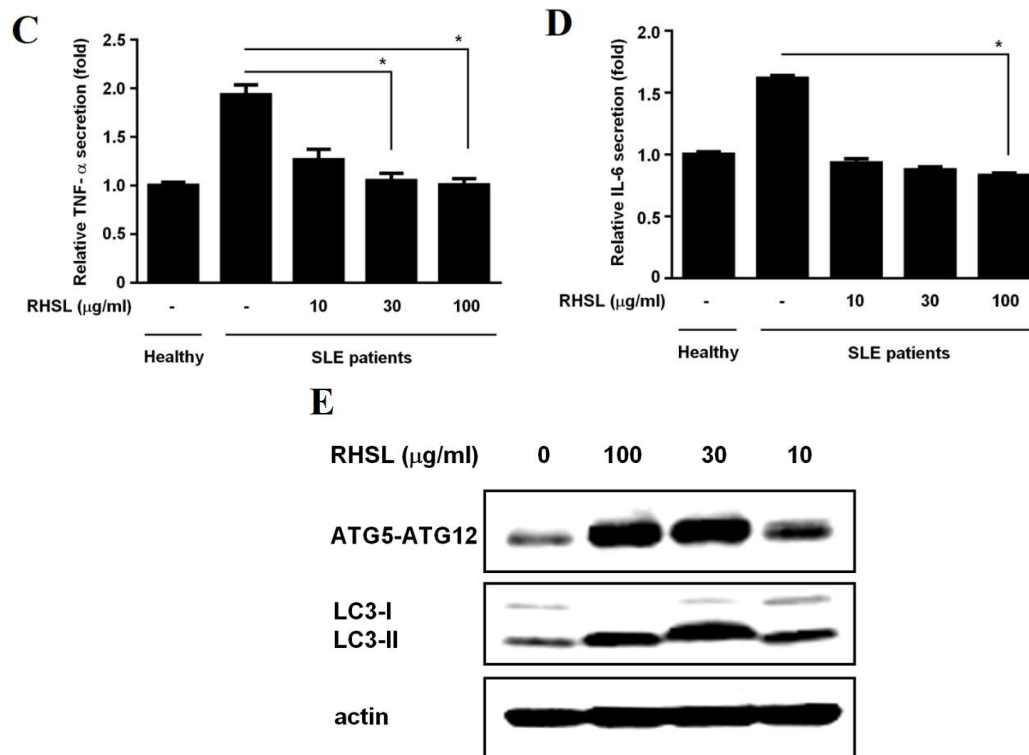 C
Relative TNF- α secretion (fold)
2.5
2.0
1.5
1.0
0.5
0
*
*
RHSL (μg/ml) - - 10 30 100
Healthy SLE patients
D
Relative IL-6 secretion (fold)
2.0
1.5
1.0
0.5
0
*
RHSL (μg/ml) - - 10 30 100
Healthy SLE patients
E
RHSL (μg/ml) 0 100 30 10
ATG5-ATG12
LC3-I
LC3-II
actin